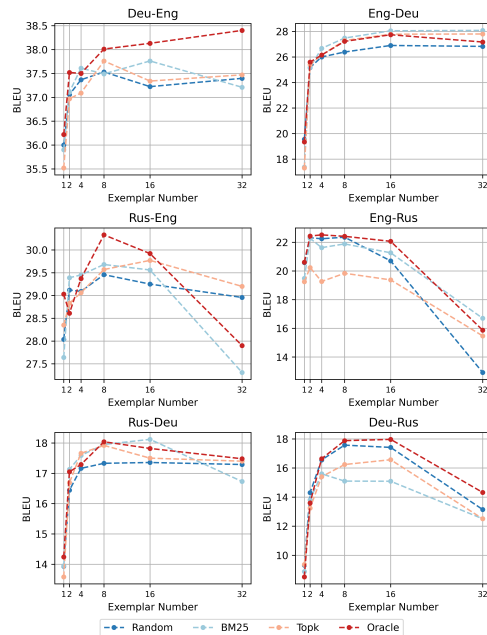 Deu-Eng
38.5
38.0
37.5
37.0
36.5
36.0
35.5
BLEU
1 2 4 8 16 32
Exemplar Number
Eng-Deu
28
26
24
22
20
18
BLEU
1 2 4 8 16 32
Exemplar Number
Rus-Eng
30.0
29.5
29.0
28.5
28.0
27.5
BLEU
1 2 4 8 16 32
Exemplar Number
Eng-Rus
22
20
18
16
14
BLEU
1 2 4 8 16 32
Exemplar Number
Rus-Deu
18
17
16
15
14
BLEU
1 2 4 8 16 32
Exemplar Number
Deu-Rus
18
16
14
12
10
BLEU
1 2 4 8 16 32
Exemplar Number
Random BM25 Topk Oracle